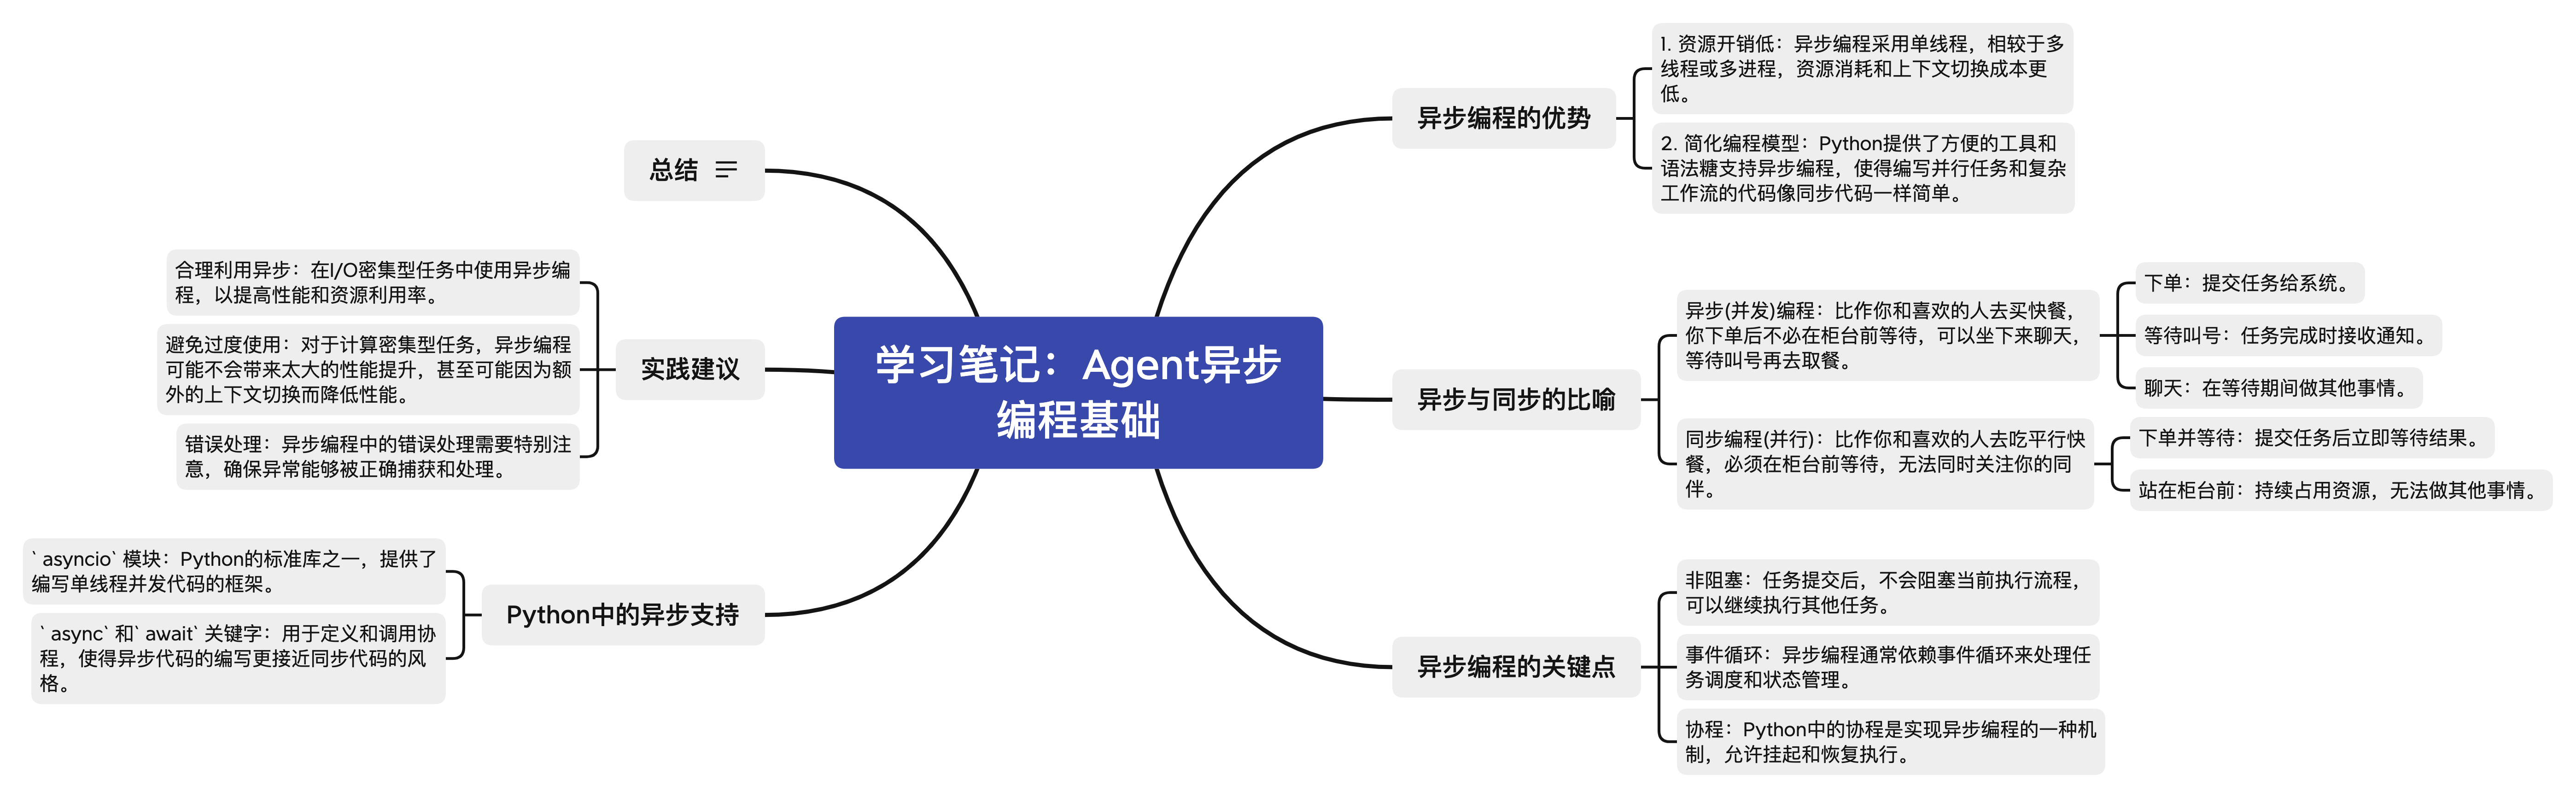 学习笔记：Agent异步
编程基础
异步编程的优势
1. 资源开销低：异步编程采用单线程，相较于多
线程或多进程，资源消耗和上下文切换成本更
低。
2. 简化编程模型：Python提供了方便的工具和
语法糖支持异步编程，使得编写并行任务和复杂
工作流的代码像同步代码一样简单。
异步与同步的比喻
异步(并发)编程：比作你和喜欢的人去买快餐，
你下单后不必在柜台前等待，可以坐下来聊天，
等待叫号再去取餐。
下单：提交任务给系统。
等待叫号：任务完成时接收通知。
聊天：在等待期间做其他事情。
同步编程(并行)：比作你和喜欢的人去吃平行快
餐，必须在柜台前等待，无法同时关注你的同
伴。
下单并等待：提交任务后立即等待结果。
站在柜台前：持续占用资源，无法做其他事情。
异步编程的关键点
非阻塞：任务提交后，不会阻塞当前执行流程，
可以继续执行其他任务。
事件循环：异步编程通常依赖事件循环来处理任
务调度和状态管理。
协程：Python中的协程是实现异步编程的一种机
制，允许挂起和恢复执行。
总结
实践建议
合理利用异步：在I/O密集型任务中使用异步编
程，以提高性能和资源利用率。
避免过度使用：对于计算密集型任务，异步编程
可能不会带来太大的性能提升，甚至可能因为额
外的上下文切换而降低性能。
错误处理：异步编程中的错误处理需要特别注
意，确保异常能够被正确捕获和处理。
Python中的异步支持
`asyncio`模块：Python的标准库之一，提供了
编写单线程并发代码的框架。
`async`和`await`关键字：用于定义和调用协
程，使得异步代码的编写更接近同步代码的风
格。